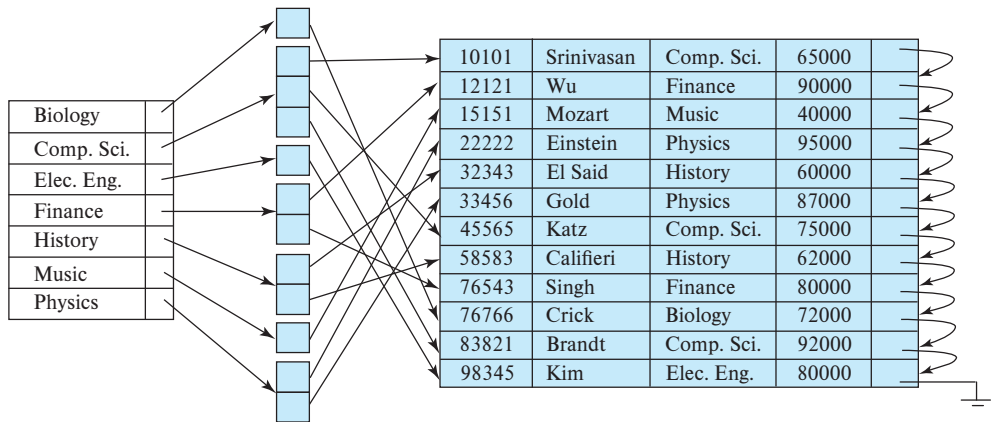 Biology
Comp. Sci.
Elec. Eng.
Finance
History
Music
Physics
10101 Srinivasan Comp. Sci. 65000
12121 Wu Finance 90000
15151 Mozart Music 40000
22222 Einstein Physics 95000
32343 El Said History 60000
33456 Gold Physics 87000
45565 Katz Comp. Sci. 75000
58583 Califieri History 62000
76543 Singh Finance 80000
76766 Crick Biology 72000
83821 Brandt Comp. Sci. 92000
98345 Kim Elec. Eng. 80000